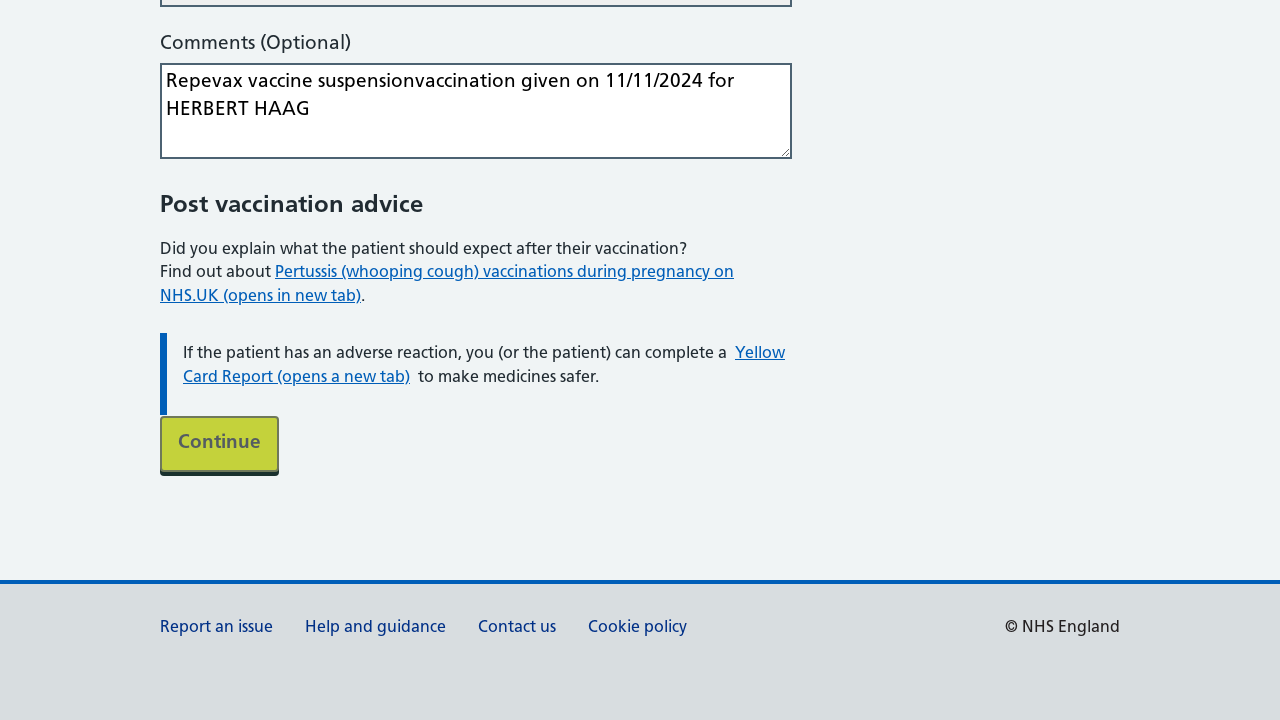 Comments (Optional)
Repevax vaccine suspensionvaccination given on 11/11/2024 for
HERBERT HAAG
Post vaccination advice
Did you explain what the patient should expect after their vaccination?
Find out about Pertussis (whooping cough) vaccinations during pregnancy on
NHS.UK (opens in new tab).
If the patient has an adverse reaction, you (or the patient) can complete a Yellow
Card Report (opens a new tab) to make medicines safer.
Continue
Report an issue Help and guidance Contact us Cookie policy © NHS England